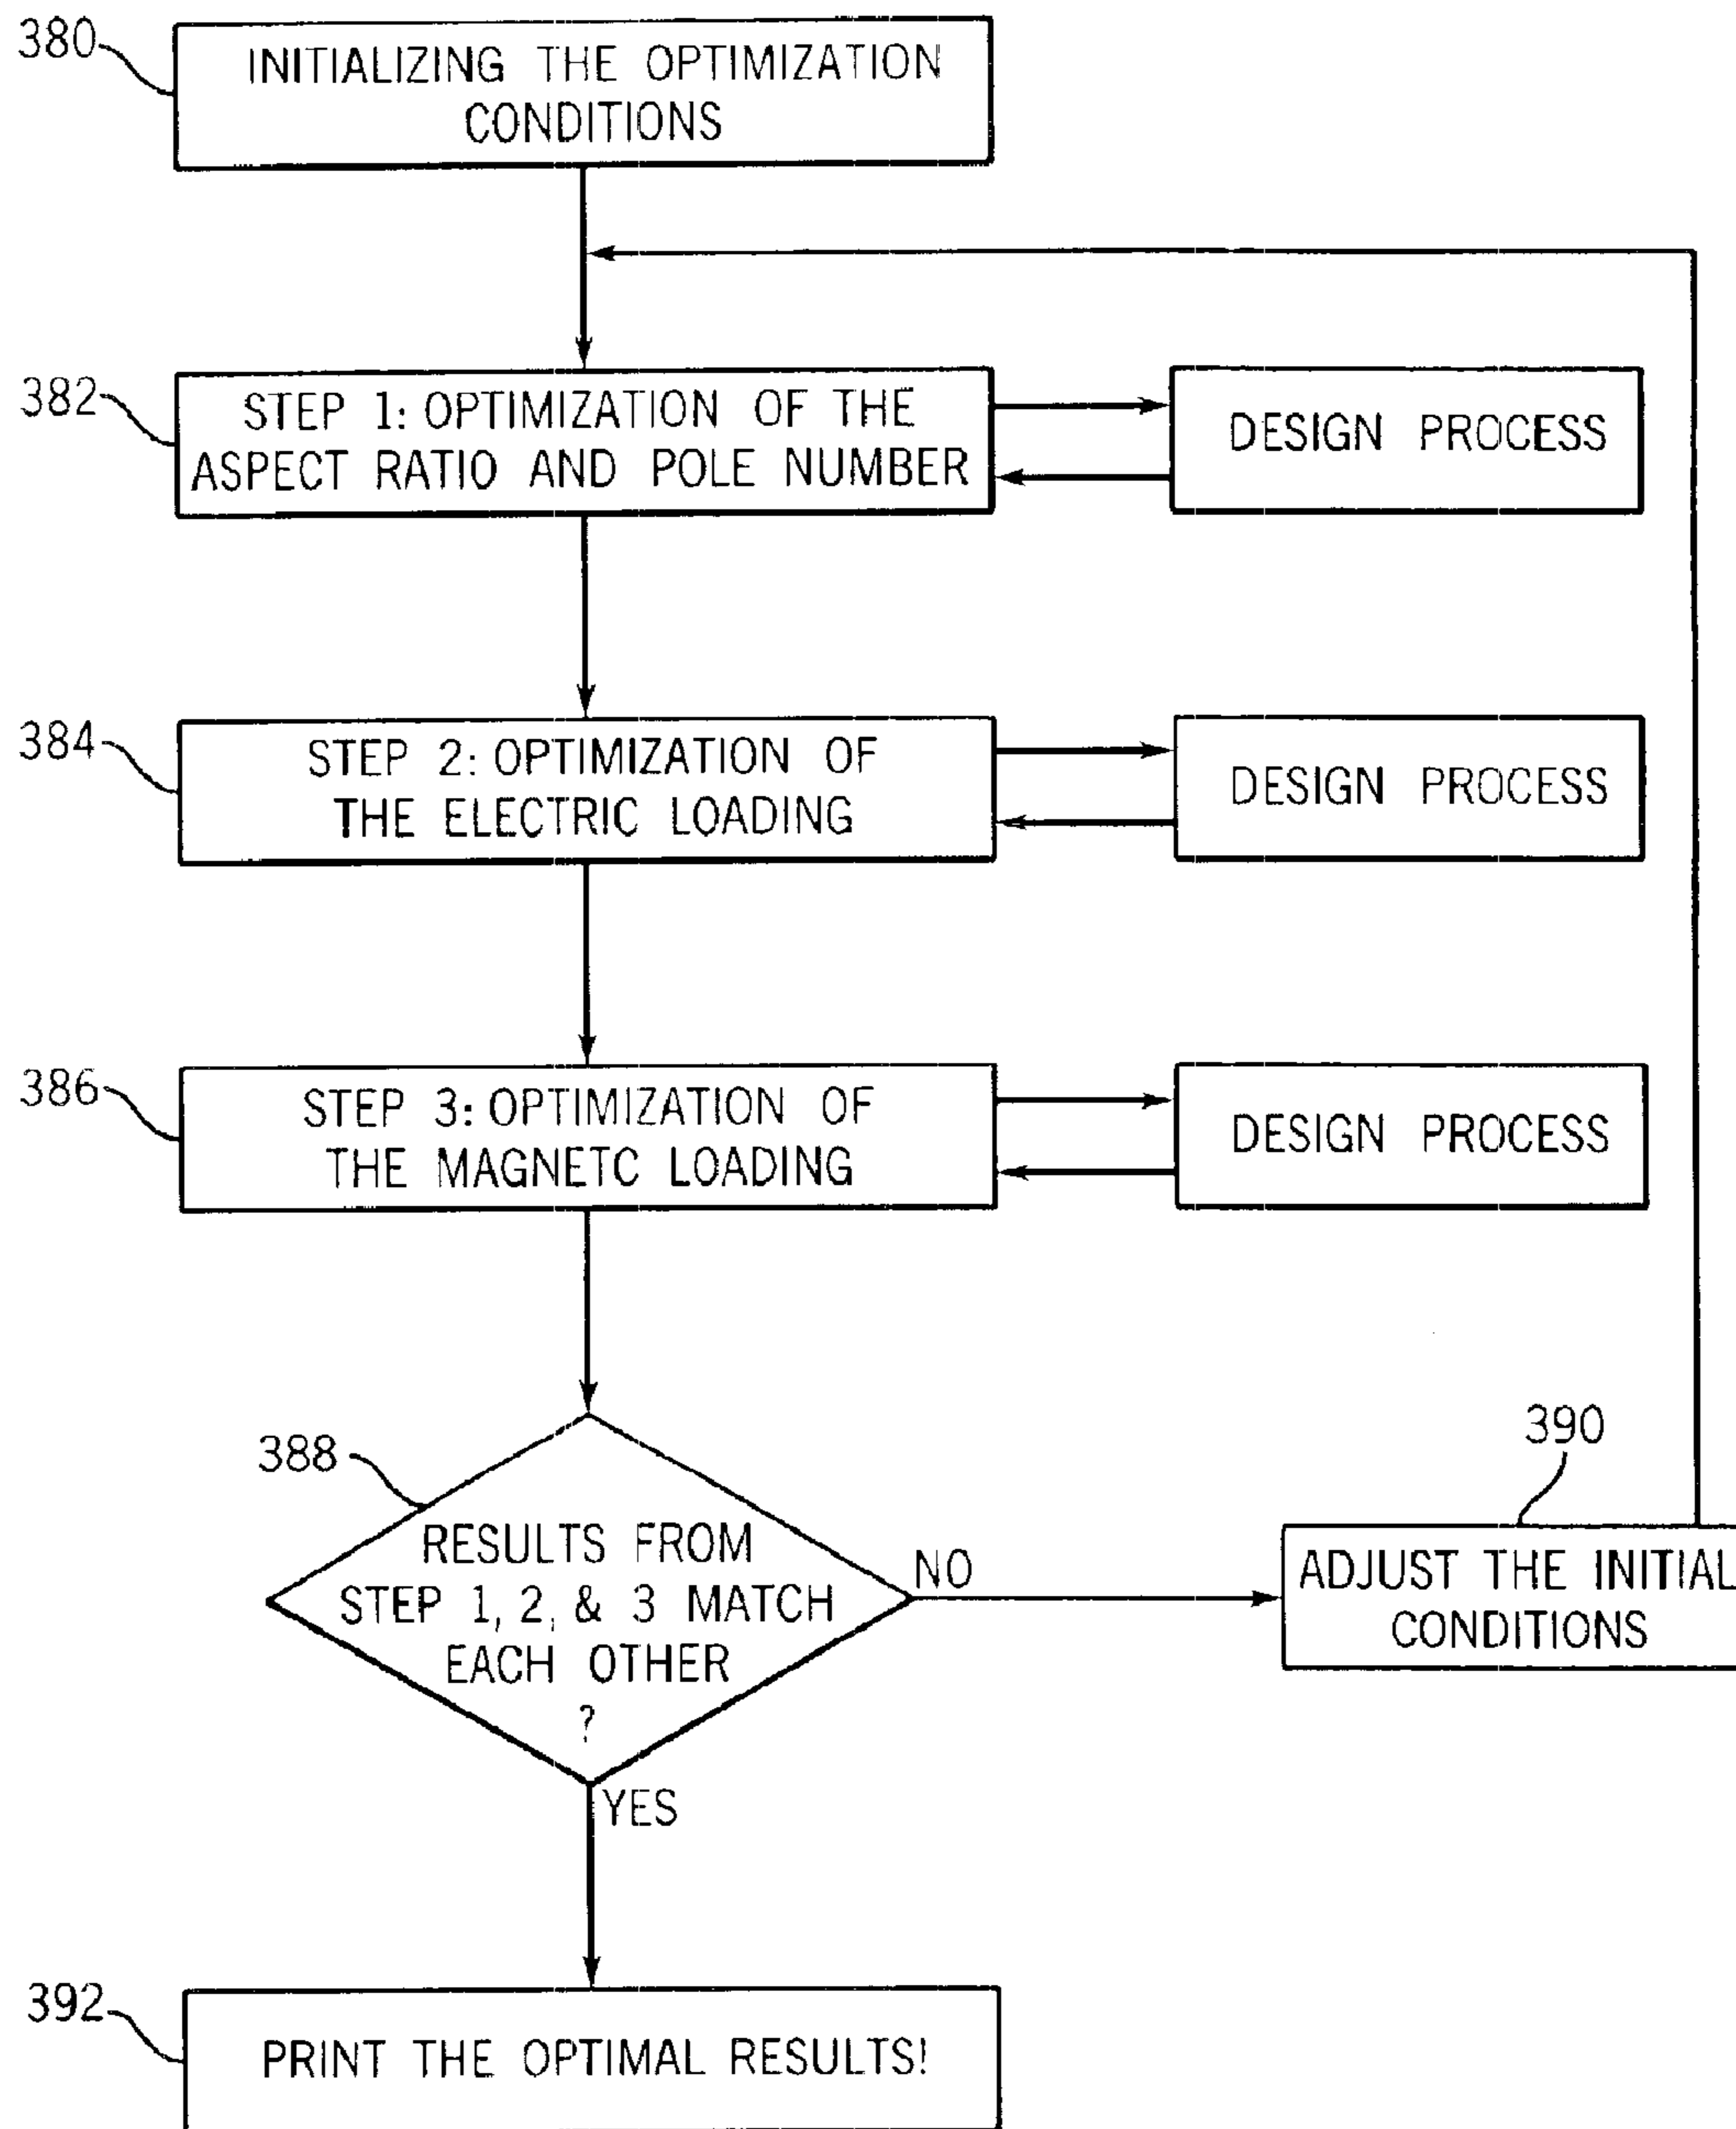 380
INITIALIZING THE OPTIMIZATION
CONDITIONS
382
STEP 1: OPTIMIZATION OF THE
ASPECT RATIO AND POLE NUMBER
DESIGN PROCESS
384
STEP 2: OPTIMIZATION OF
THE ELECTRIC LOADING
DESIGN PROCESS
386
STEP 3: OPTIMIZATION OF
THE MAGNETC LOADING
DESIGN PROCESS
388
RESULTS FROM
STEP 1, 2, & 3 MATCH
EACH OTHER
?
NO
390
ADJUST THE INITIAL
CONDITIONS
YES
392
PRINT THE OPTIMAL RESULTS!